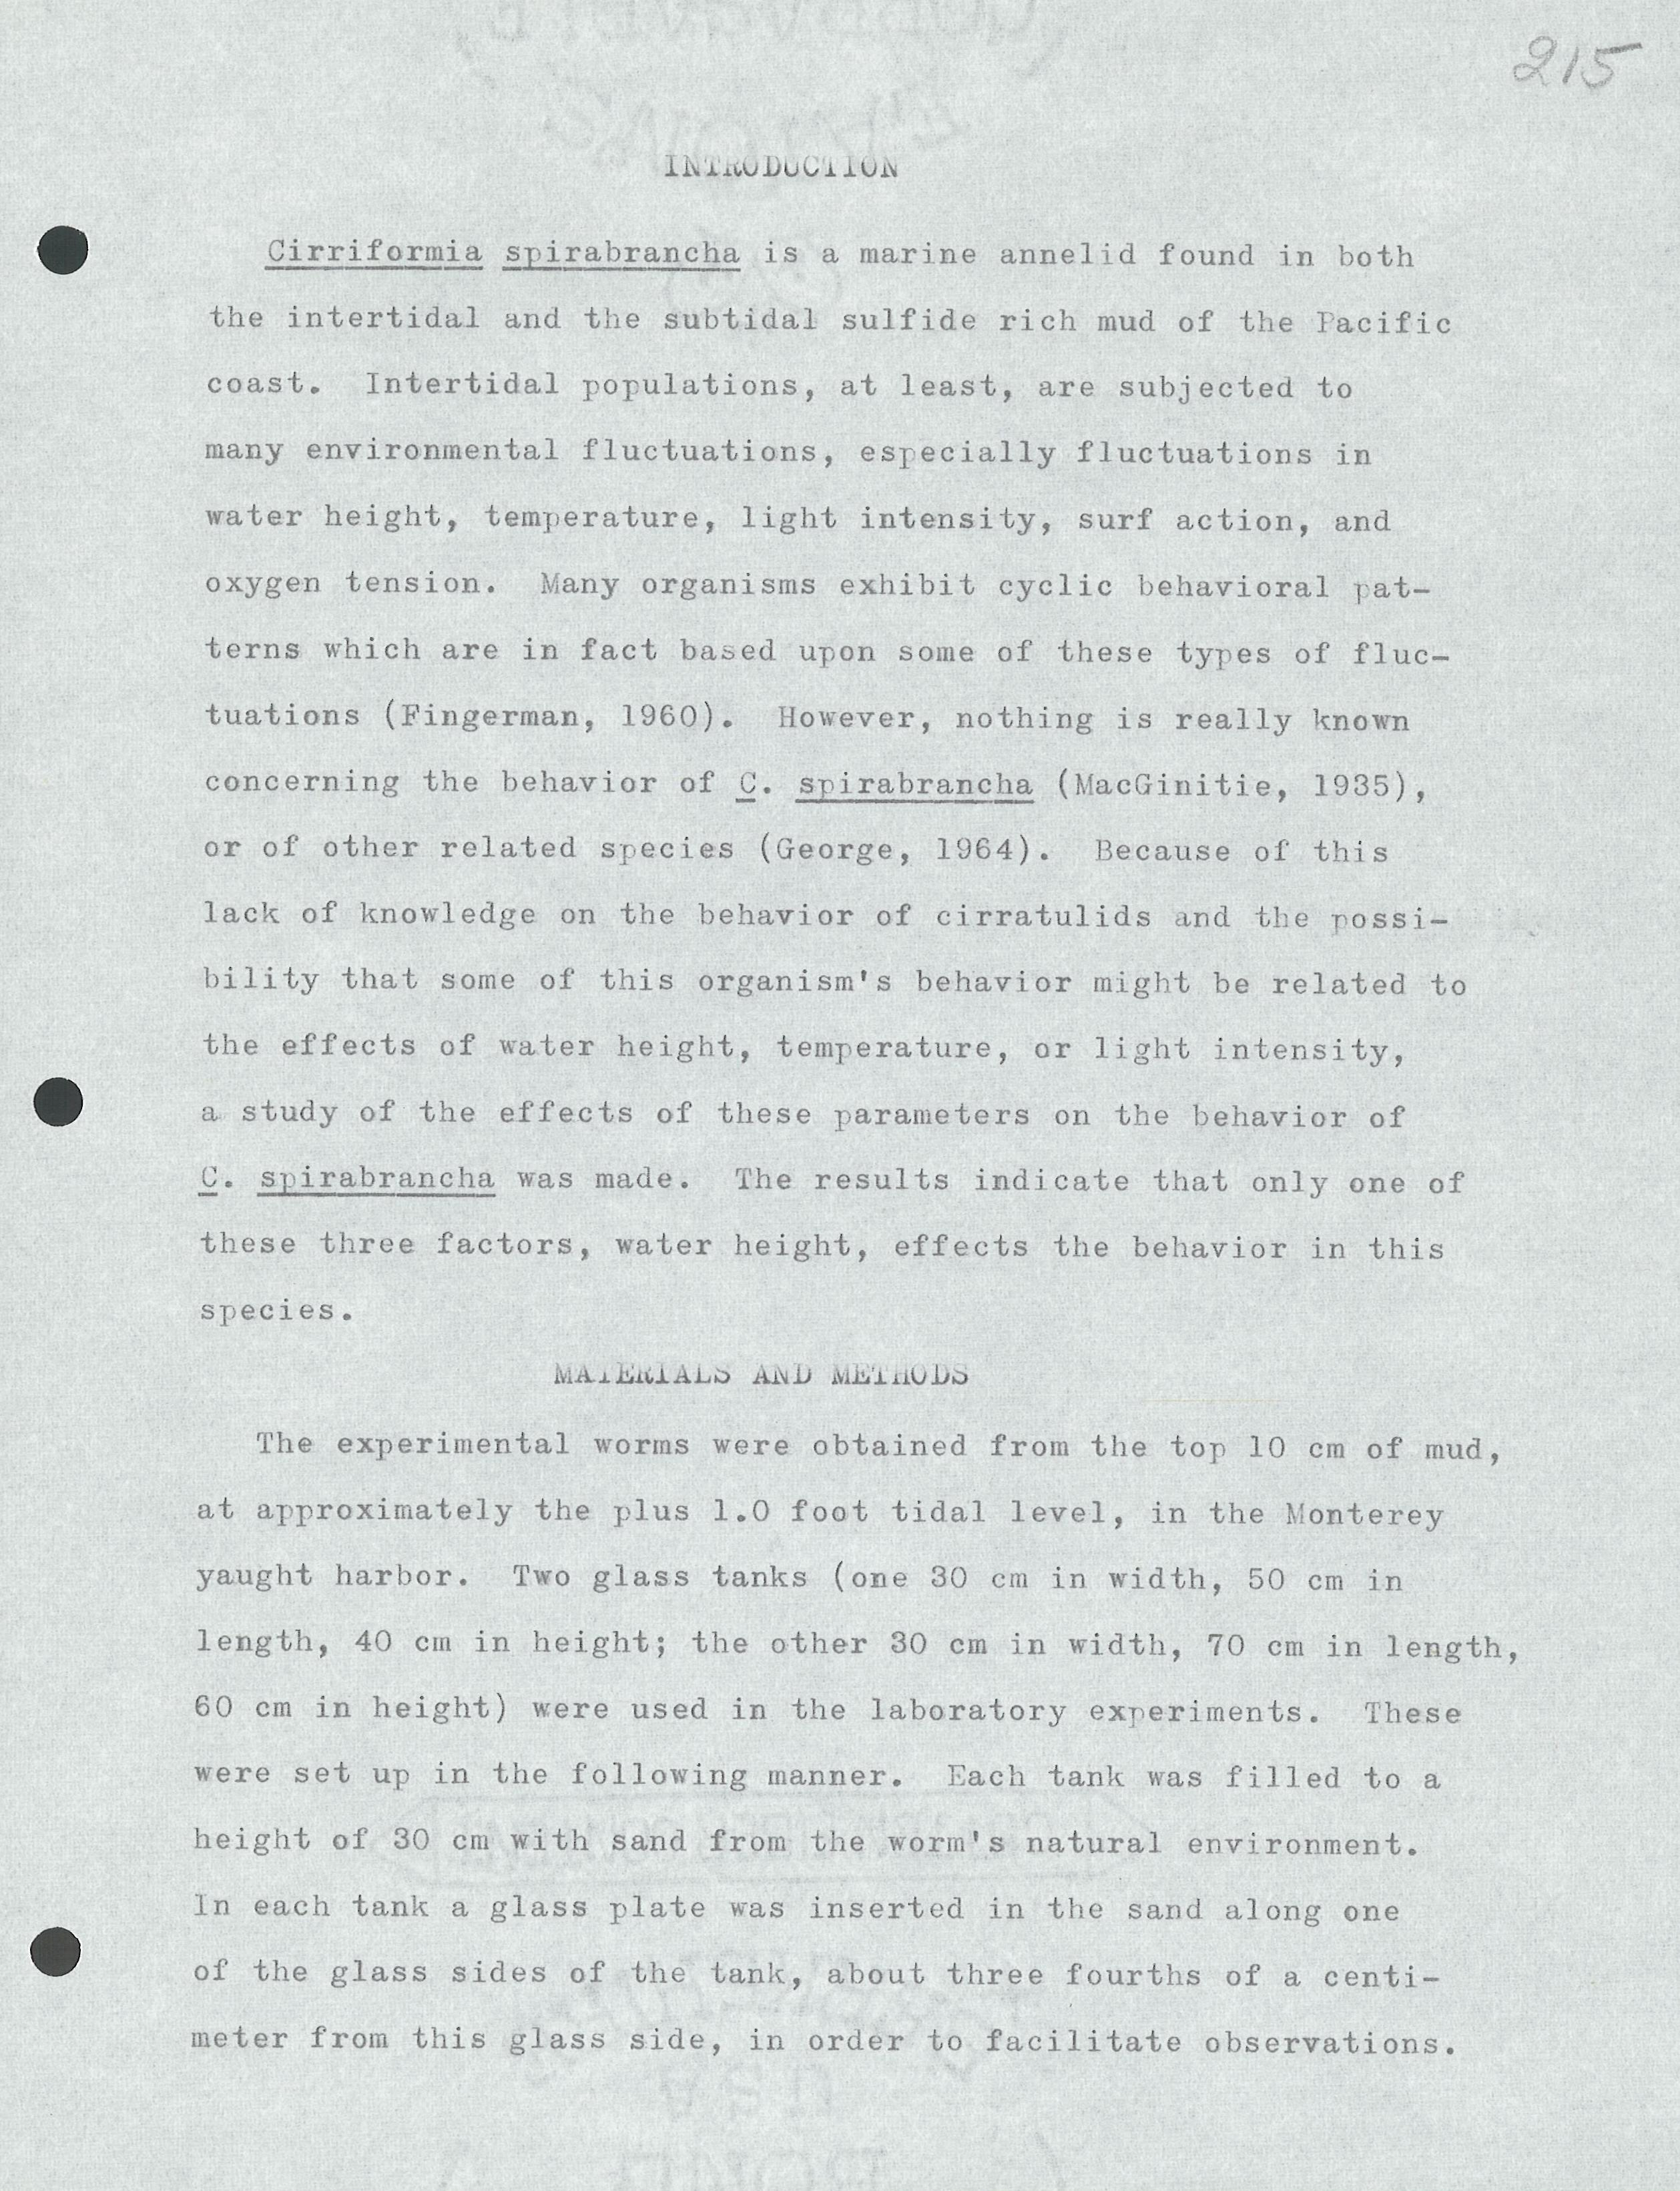 215
INTRODUCTION
Cirriformia spirabrancha is a marine annelid found in both
the intertidal and the subtidal sulfide rich mud of the Pacific
coast. Intertidal populations, at least, are subjected to
many environmental fluctuations, especially fluctuations in
water height, temperature, light intensity, surf action, and
oxygen tension. Many organisms exhibit cyclic behavioral pat-
terns which are in fact based upon some of these types of fluc-
tuations (Fingerman, 1960). However, nothing is really known
concerning the behavior of C. spirabrancha (MacGinitie, 1935),
or of other related species (George, 1964). Because of this
lack of knowledge on the behavior of cirratulids and the possi-
bility that some of this organism's behavior might be related to
the effects of water height, temperature, or light intensity,
a study of the effects of these parameters on the behavior of
C. spirabrancha was made. The results indicate that only one of
these three factors, water height, effects the behavior in this
species.
MATERIALS AND METHODS
The experimental worms were obtained from the top 10 cm of mud,
at approximately the plus 1.0 foot tidal level, in the Monterey
yaught harbor. Two glass tanks (one 30 cm in width, 50 cm in
length, 40 cm in height; the other 30 cm in width, 70 cm in length,
60 cm in height) were used in the laboratory experiments. These
were set up in the following manner. Each tank was filled to a
height of 30 cm with sand from the worm's natural environment.
In each tank a glass plate was inserted in the sand along one
of the glass sides of the tank, about three fourths of a centi-
meter from this glass side, in order to facilitate observations.